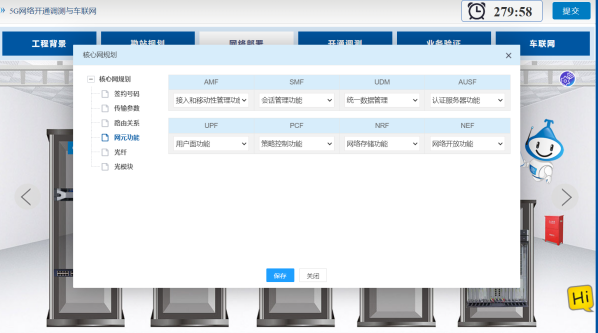 » 5G网络开通调测与车联网
279:58
提交
工程背景
勘站规划
网络部署
开通调测
业务验证
车联网
核心网规划
×
核心网规划
签约号码
传输参数
路由关系
网元功能
光纤
光模块
AMF SMF UDM AUSF
接入和移动性管理功能 会话管理功能 统一数据管理 认证服务器功能
UPF PCF NRF NEF
用户面功能 策略控制功能 网络存储功能 网络开放功能
保存 关闭
Hi